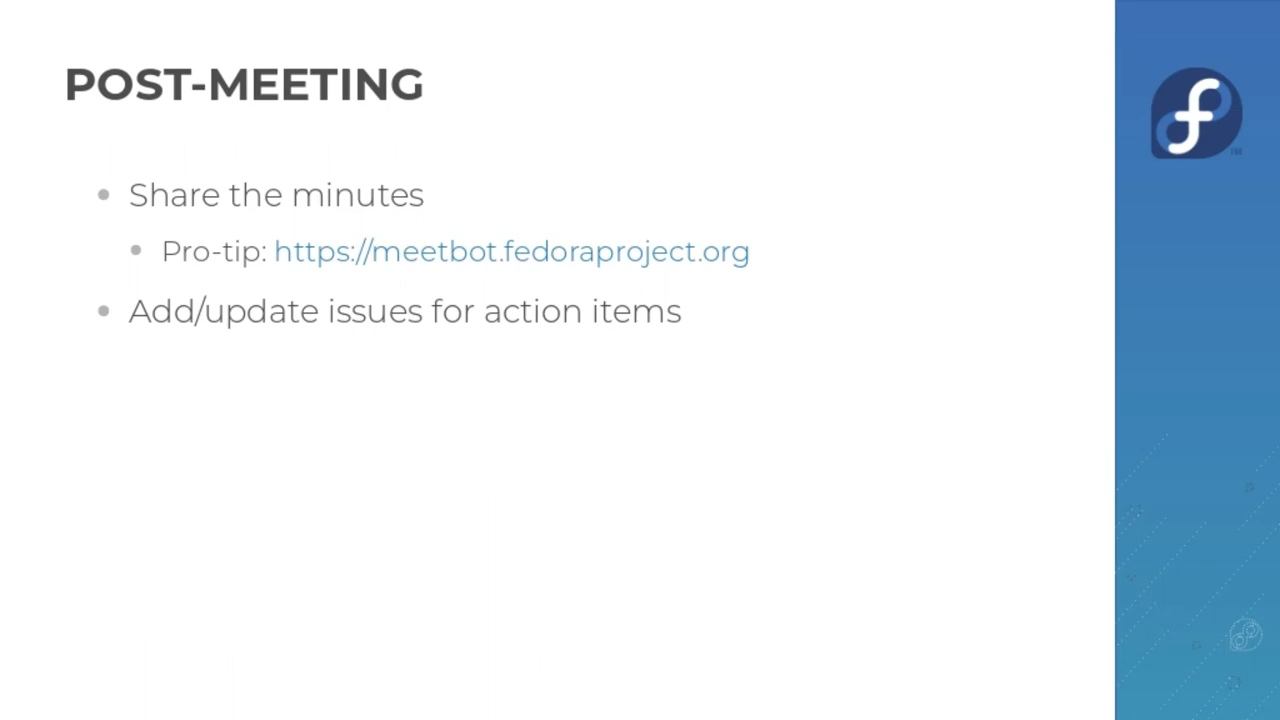 POST-MEETING
Share the minutes
Pro-tip: https://meetbot.fedoraproject.org
Add/update issues for action items